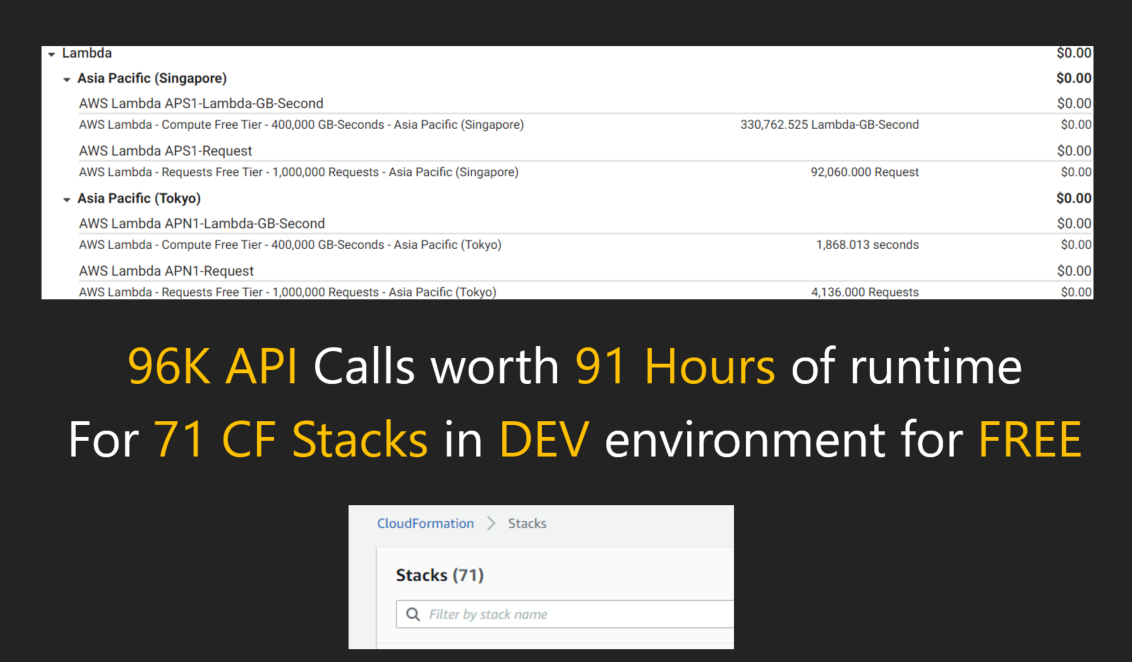 Lambda $0.00
Asia Pacific (Singapore) $0.00
AWS Lambda APS1-Lambda-GB-Second $0.00
AWS Lambda - Compute Free Tier - 400,000 GB-Seconds - Asia Pacific (Singapore) 330,762.525 Lambda-GB-Second $0.00
AWS Lambda APS1-Request $0.00
AWS Lambda - Requests Free Tier - 1,000,000 Requests - Asia Pacific (Singapore) 92,060.000 Request $0.00
Asia Pacific (Tokyo) $0.00
AWS Lambda APN1-Lambda-GB-Second $0.00
AWS Lambda - Compute Free Tier - 400,000 GB-Seconds - Asia Pacific (Tokyo) 1,868.013 seconds $0.00
AWS Lambda APN1-Request $0.00
AWS Lambda - Requests Free Tier - 1,000,000 Requests - Asia Pacific (Tokyo) 4,136.000 Requests $0.00
96K API Calls worth 91 Hours of runtime
For 71 CF Stacks in DEV environment for FREE
CloudFormation > Stacks
Stacks (71)
Filter by stack name